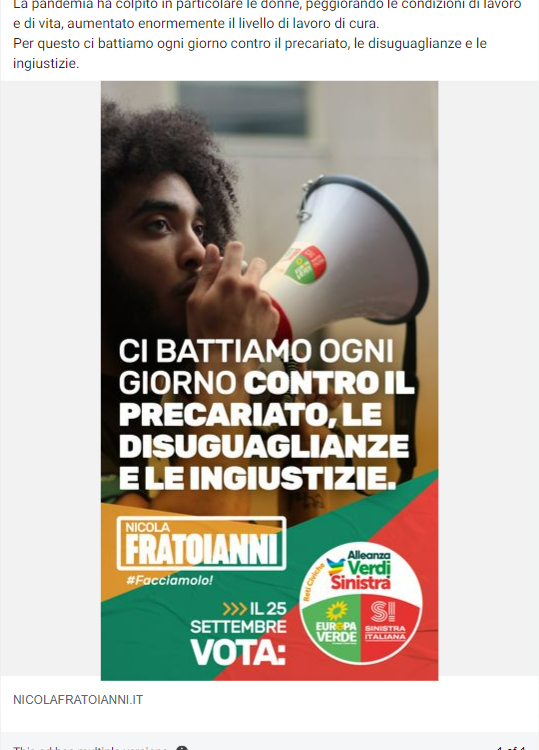 La pandemia ha colpito in particolare le donne, peggiorando le condizioni di lavoro
e di vita, aumentato enormemente il livello di lavoro di cura.
Per questo ci battiamo ogni giorno contro il precariato, le disuguaglianze e le
ingiustizie.
CI BATTIAMO OGNI
GIORNO CONTRO IL
PRECARIATO, LE
DISUGUAGLIANZE
E LE INGIUSTIZIE.
NICOLA
FRATOIANNI
#Facciamolo!
>>> IL 25
SETTEMBRE
VOTA:
Reti Civiche
Alleanza
Verdi
Sinistra
EUROPA
VERDE
SI
SINISTRA
ITALIANA
NICOLAFRATOIANNI.IT
This ad has multiple versions
1 of 1